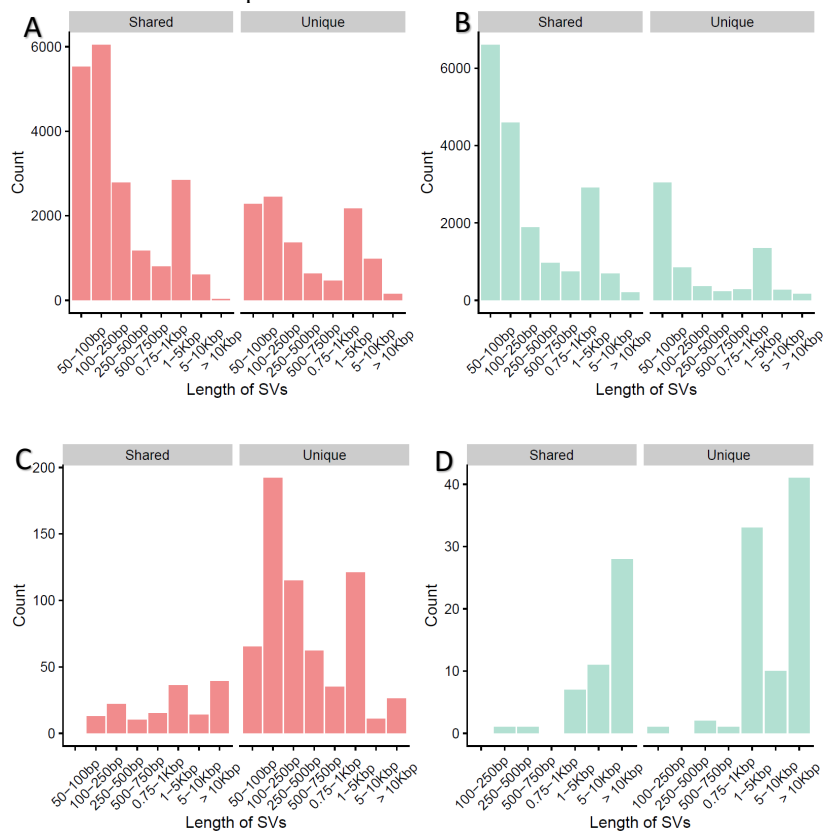 A
Shared
Unique
6000
4000
2000
0
Count
50−100bp
100−250bp
250−500bp
500−750bp
0.75−1Kbp
1−5Kbp
5−10Kbp
> 10Kbp
50−100bp
100−250bp
250−500bp
500−750bp
0.75−1Kbp
1−5Kbp
5−10Kbp
> 10Kbp
Length of SVs
B
Shared
Unique
6000
4000
2000
0
Count
50−100bp
100−250bp
250−500bp
500−750bp
0.75−1Kbp
1−5Kbp
5−10Kbp
> 10Kbp
50−100bp
100−250bp
250−500bp
500−750bp
0.75−1Kbp
1−5Kbp
5−10Kbp
> 10Kbp
Length of SVs
C
Shared
Unique
200
150
100
50
0
Count
50−100bp
100−250bp
250−500bp
500−750bp
0.75−1Kbp
1−5Kbp
5−10Kbp
> 10Kbp
50−100bp
100−250bp
250−500bp
500−750bp
0.75−1Kbp
1−5Kbp
5−10Kbp
> 10Kbp
Length of SVs
D
Shared
Unique
40
30
20
10
0
Count
100−250bp
250−500bp
500−750bp
0.75−1Kbp
1−5Kbp
5−10Kbp
> 10Kbp
100−250bp
250−500bp
500−750bp
0.75−1Kbp
1−5Kbp
5−10Kbp
> 10Kbp
Length of SVs